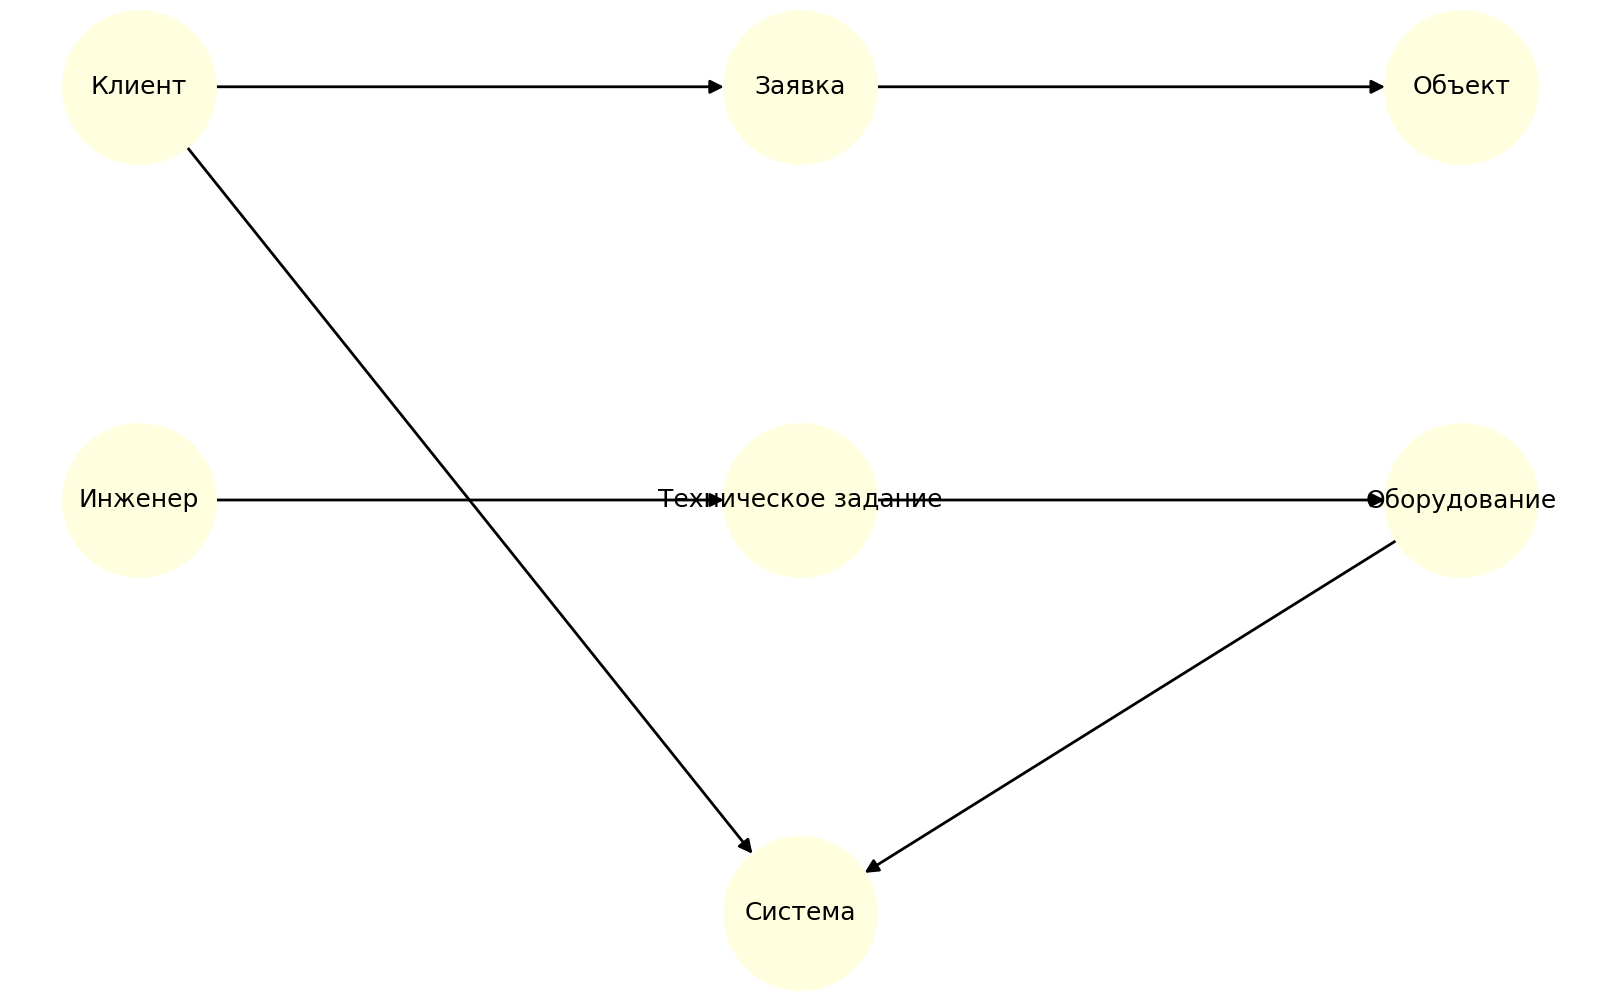 Клиент
Заявка
Объект
Инженер
Техническое задание
Оборудование
Система